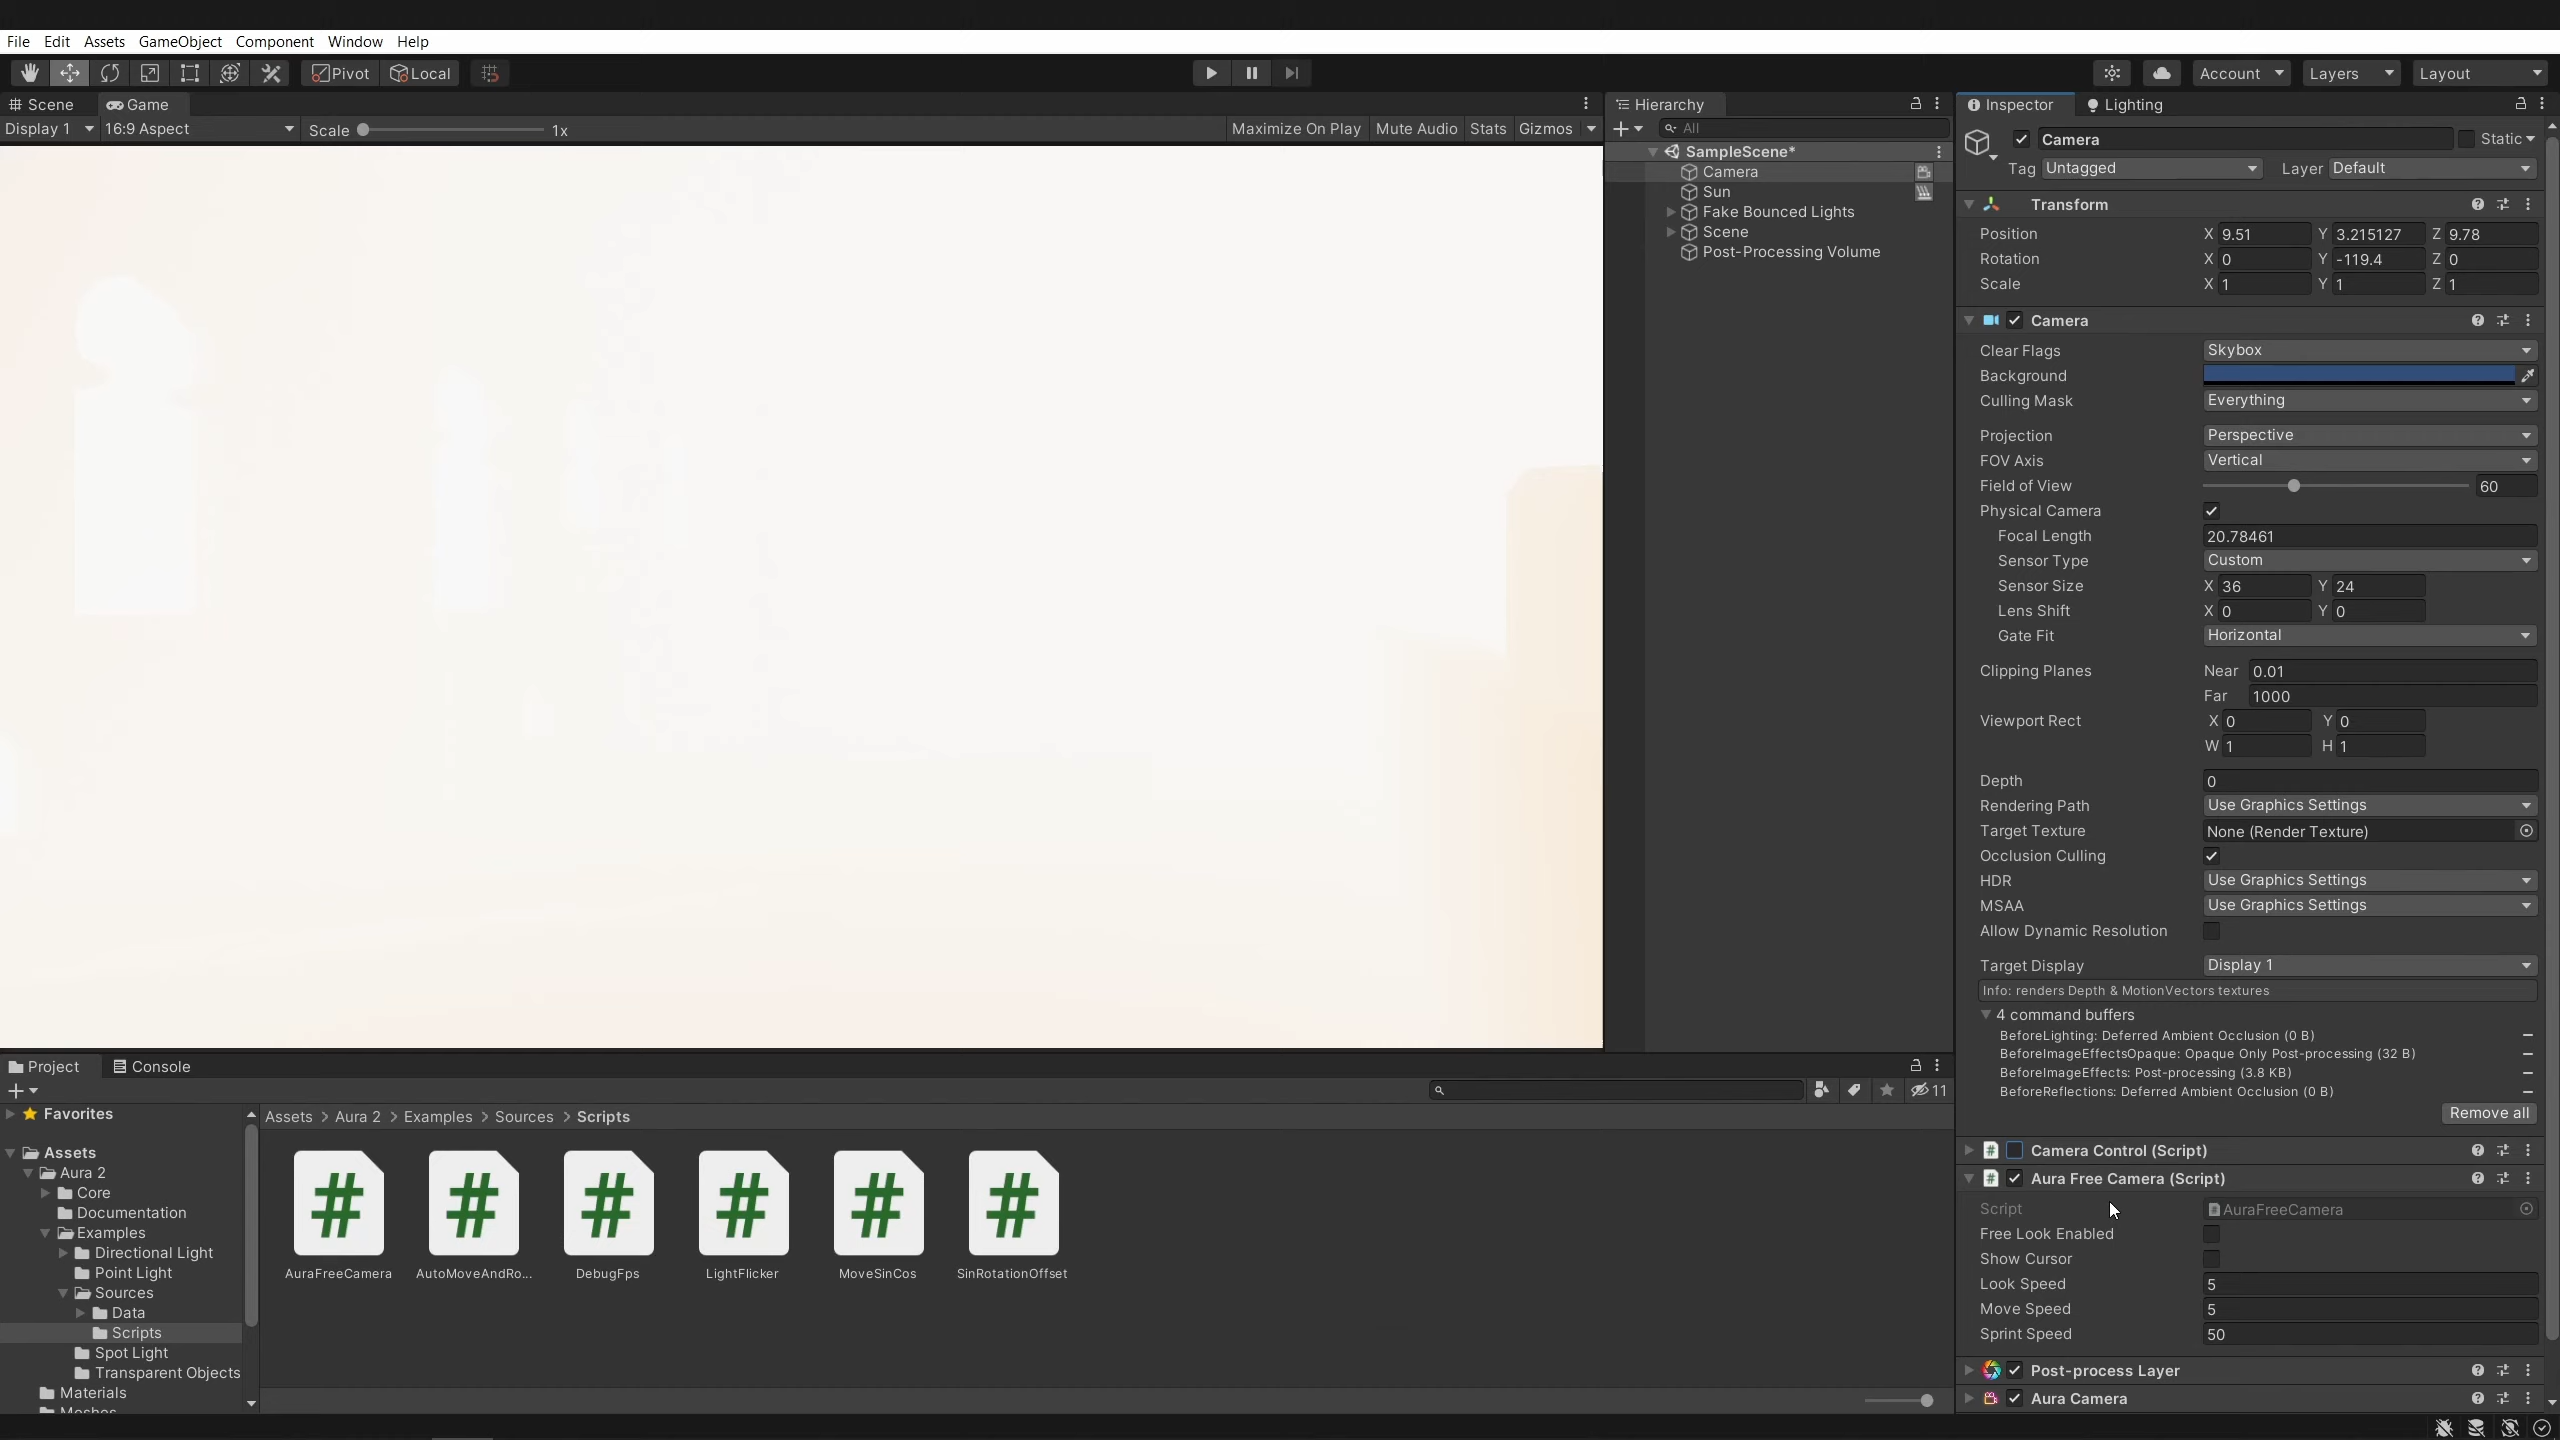 File Edit Assets GameObject Component Window Help
Pivot Local Account Layers Layout
Scene Game
Display 1 16:9 Aspect Scale 1x Maximize On Play Mute Audio Stats Gizmos
Hierarchy
All
SampleScene*
Camera
Sun
Fake Bounced Lights
Scene
Post-Processing Volume
Inspector Lighting
Camera Static
Tag Untagged Layer Default
Transform
Position X 9.51 Y 3.215127 Z 9.78
Rotation X 0 Y -119.4 Z 0
Scale X 1 Y 1 Z 1
Camera
Clear Flags Skybox
Background
Culling Mask Everything
Projection Perspective
FOV Axis Vertical
Field of View 60
Physical Camera
Focal Length 20.78461
Sensor Type Custom
Sensor Size X 36 Y 24
Lens Shift X 0 Y 0
Gate Fit Horizontal
Clipping Planes Near 0.01
Far 1000
Viewport Rect X 0 Y 0
W 1 H 1
Depth 0
Rendering Path Use Graphics Settings
Target Texture None (Render Texture)
Occlusion Culling
HDR Use Graphics Settings
MSAA Use Graphics Settings
Allow Dynamic Resolution
Target Display Display 1
Info: renders Depth & MotionVectors textures
4 command buffers
BeforeLighting: Deferred Ambient Occlusion (0 B)
BeforeImageEffectsOpaque: Opaque Only Post-processing (32 B)
BeforeImageEffects: Post-processing (3.8 KB)
BeforeReflections: Deferred Ambient Occlusion (0 B)
Remove all
Camera Control (Script)
Aura Free Camera (Script)
Script AuraFreeCamera
Free Look Enabled
Show Cursor
Look Speed 5
Move Speed 5
Sprint Speed 50
Post-process Layer
Aura Camera
Project Console
11
Favorites
Assets
Aura 2
Core
Documentation
Examples
Directional Light
Point Light
Sources
Data
Scripts
Spot Light
Transparent Objects
Materials
Assets > Aura 2 > Examples > Sources > Scripts
AuraFreeCamera AutoMoveAndRo... DebugFps LightFlicker MoveSinCos SinRotationOffset